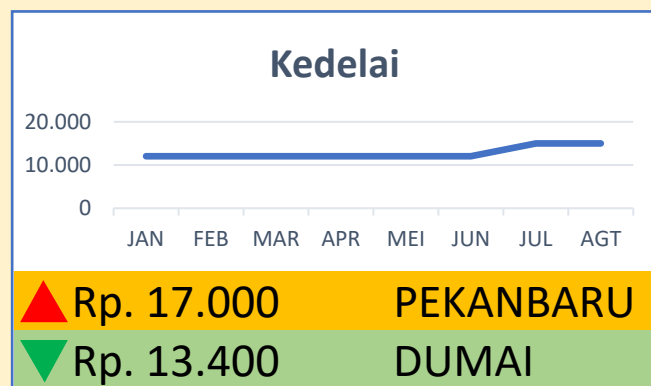 Kedelai
20.000
10.000
0
JAN FEB MAR APR MEI JUN JUL AGT
Rp. 17.000 PEKANBARU
Rp. 13.400 DUMAI